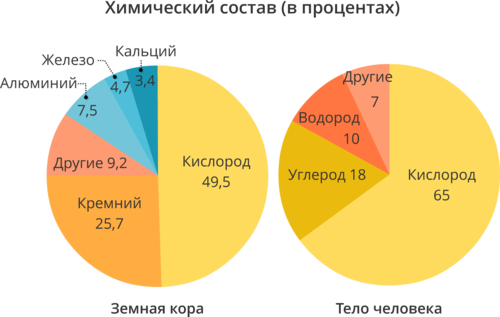 Химический состав (в процентах)
Железо
Кальций
Алюминий
4,7
3,4
7,5
Другие 9,2
Кислород
49,5
Кремний
25,7
Земная кора
Другие
7
Водород
10
Углерод 18
Кислород
65
Тело человека